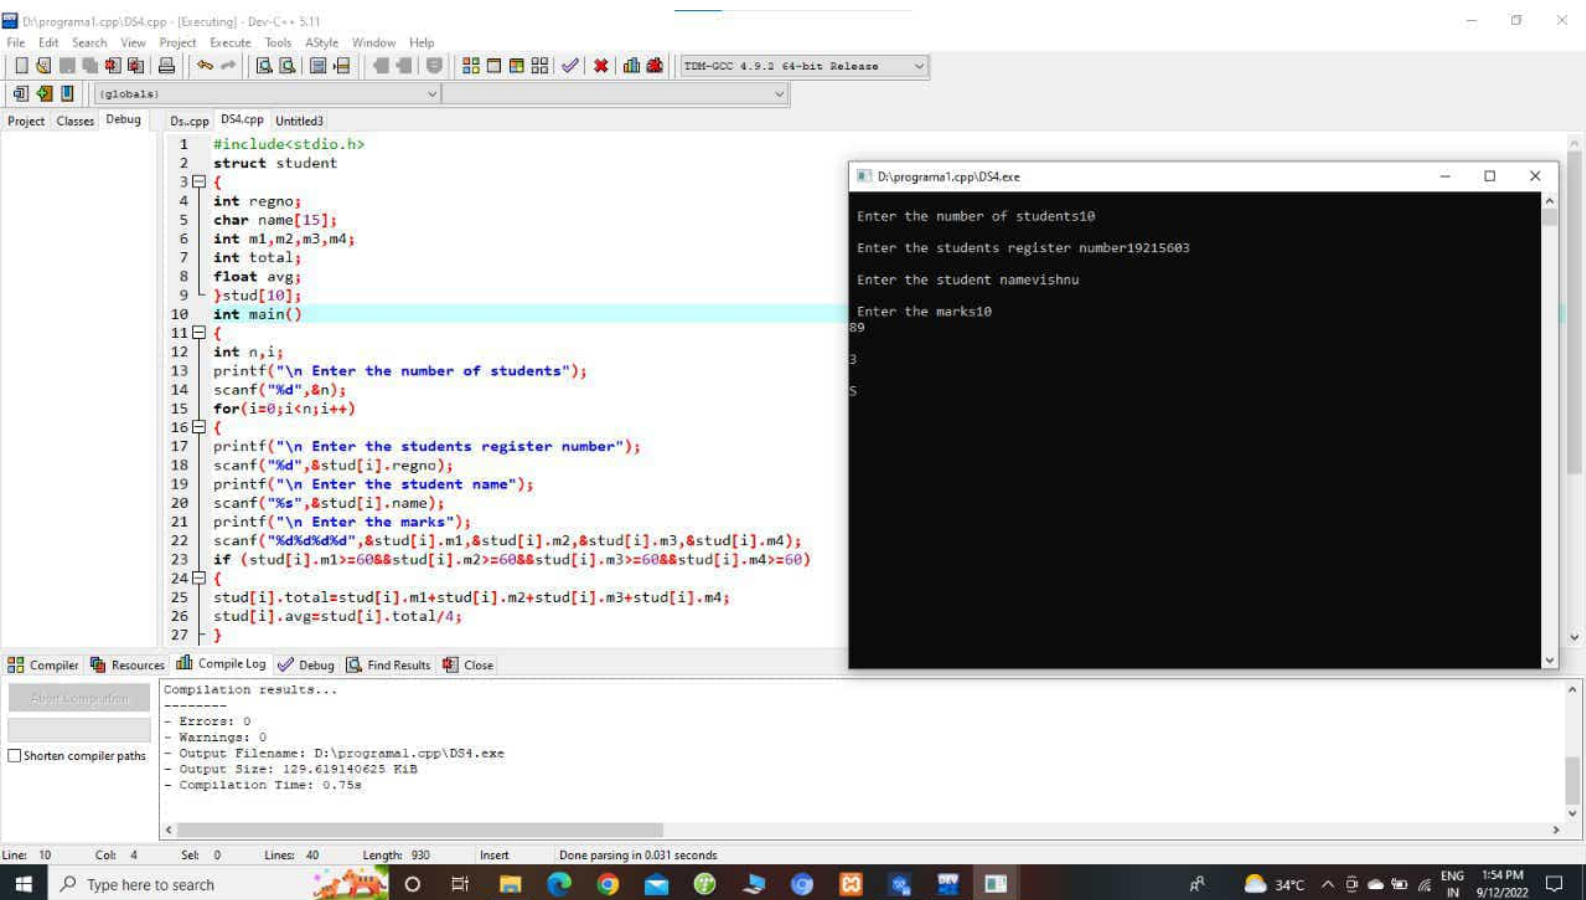 D:\programa1.cpp\DS4.cpp - [Executing] - Dev-C++ 5.11
File Edit Search View Project Execute Tools AStyle Window Help
TDM-GCC 4.9.2 64-bit Release
(globals)
Project Classes Debug
Ds..cpp DS4.cpp Untitled3
1 #include<stdio.h>
2 struct student
3 {
4 int regno;
5 char name[15];
6 int m1,m2,m3,m4;
7 int total;
8 float avg;
9 }stud[10];
10 int main()
11 {
12 int n,i;
13 printf("\n Enter the number of students");
14 scanf("%d",&n);
15 for(i=0;i<n;i++)
16 {
17 printf("\n Enter the students register number");
18 scanf("%d",&stud[i].regno);
19 printf("\n Enter the student name");
20 scanf("%s",&stud[i].name);
21 printf("\n Enter the marks");
22 scanf("%d%d%d%d",&stud[i].m1,&stud[i].m2,&stud[i].m3,&stud[i].m4);
23 if (stud[i].m1>=60&&stud[i].m2>=60&&stud[i].m3>=60&&stud[i].m4>=60)
24 {
25 stud[i].total=stud[i].m1+stud[i].m2+stud[i].m3+stud[i].m4;
26 stud[i].avg=stud[i].total/4;
27 }
D:\programa1.cpp\DS4.exe
Enter the number of students10
Enter the students register number19215603
Enter the student namevishnu
Enter the marks10
89
3
S
Compiler Resources Compile Log Debug Find Results Close
Abort Compilation
Shorten compiler paths
Compilation results...
--------
- Errors: 0
- Warnings: 0
- Output Filename: D:\programa1.cpp\DS4.exe
- Output Size: 129.619140625 KiB
- Compilation Time: 0.75s
Line: 10 Col: 4 Sel: 0 Lines: 40 Length: 930 Insert Done parsing in 0.031 seconds
Type here to search
DEV
34°C
ENG
IN
1:54 PM
9/12/2022